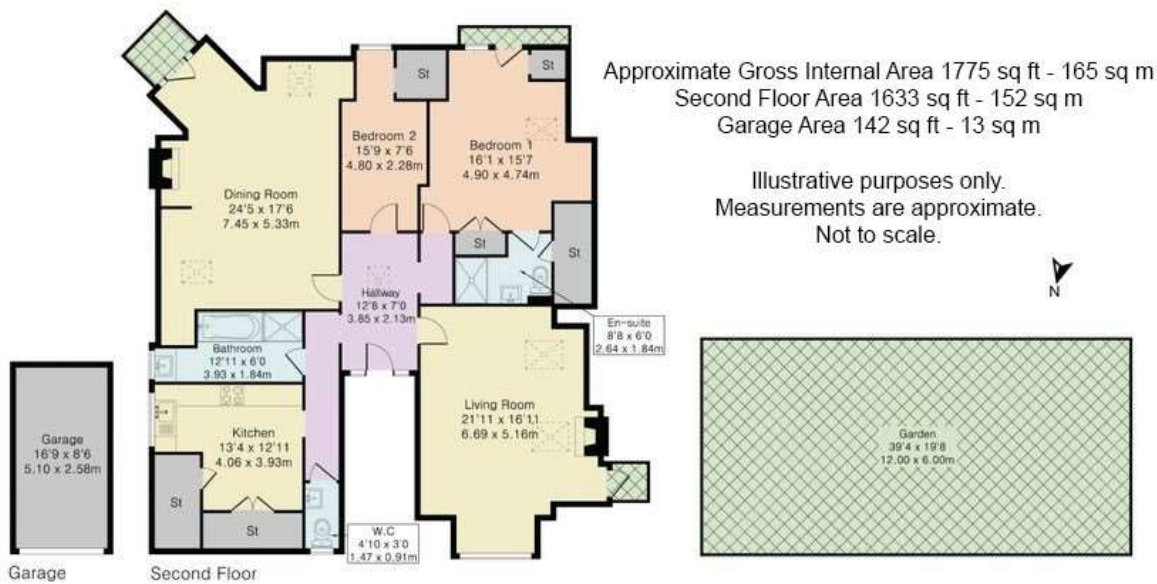 Approximate Gross Internal Area 1775 sq ft - 165 sq m
Second Floor Area 1633 sq ft - 152 sq m
Garage Area 142 sq ft - 13 sq m
Illustrative purposes only.
Measurements are approximate.
Not to scale.
N
St
St
Bedroom 2
15'9 x 7'6
4.80 x 2.28m
Bedroom 1
16'1 x 15'7
4.90 x 4.74m
Dining Room
24'5 x 17'6
7.45 x 5.33m
St
St
Hallway
12'8 x 7'0
3.85 x 2.13m
En-suite
8'8 x 6'0
2.64 x 1.84m
Bathroom
12'11 x 6'0
3.93 x 1.84m
Living Room
21'11 x 16'11
6.69 x 5.16m
Kitchen
13'4 x 12'11
4.06 x 3.93m
St
St
W.C
4'10 x 3'0
1.47 x 0.91m
Garage
16'9 x 8'6
5.10 x 2.58m
Garden
39'4 x 19'8
12.00 x 6.00m
Garage
Second Floor